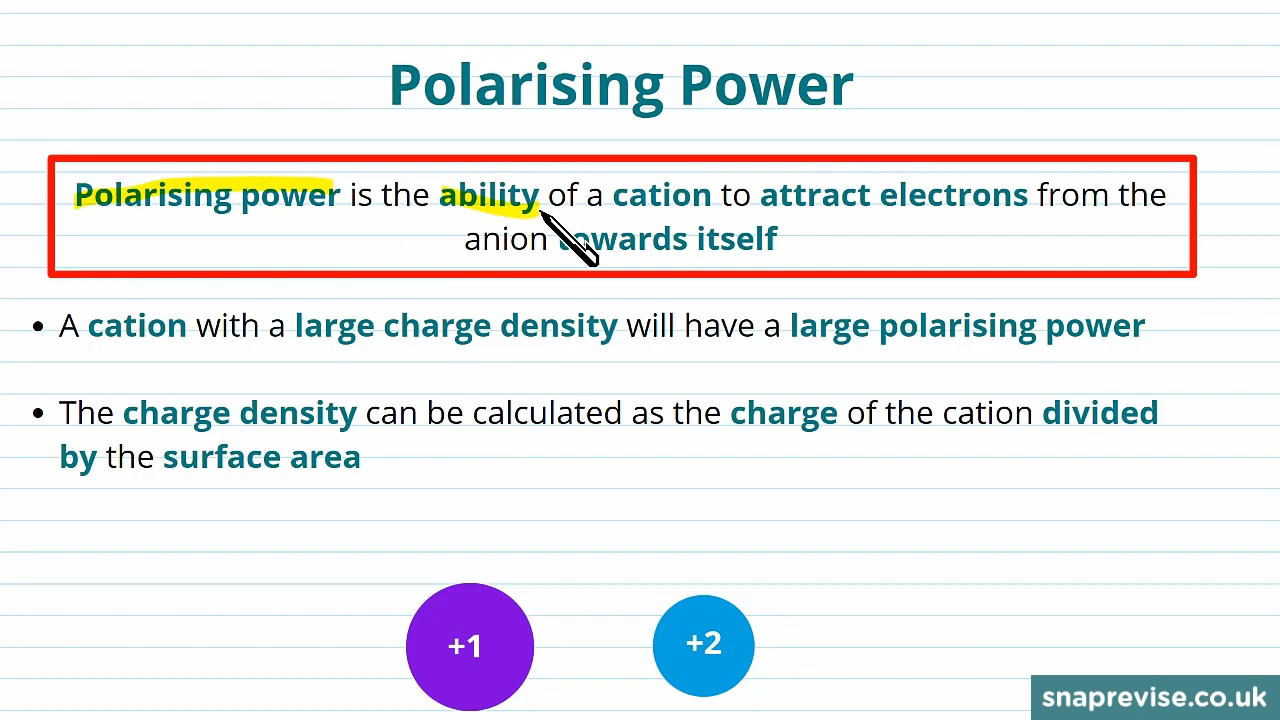 Polarising Power
Polarising power is the ability of a cation to attract electrons from the
anion towards itself
• A cation with a large charge density will have a large polarising power
• The charge density can be calculated as the charge of the cation divided
by the surface area
+1
+2
snaprevise.co.uk